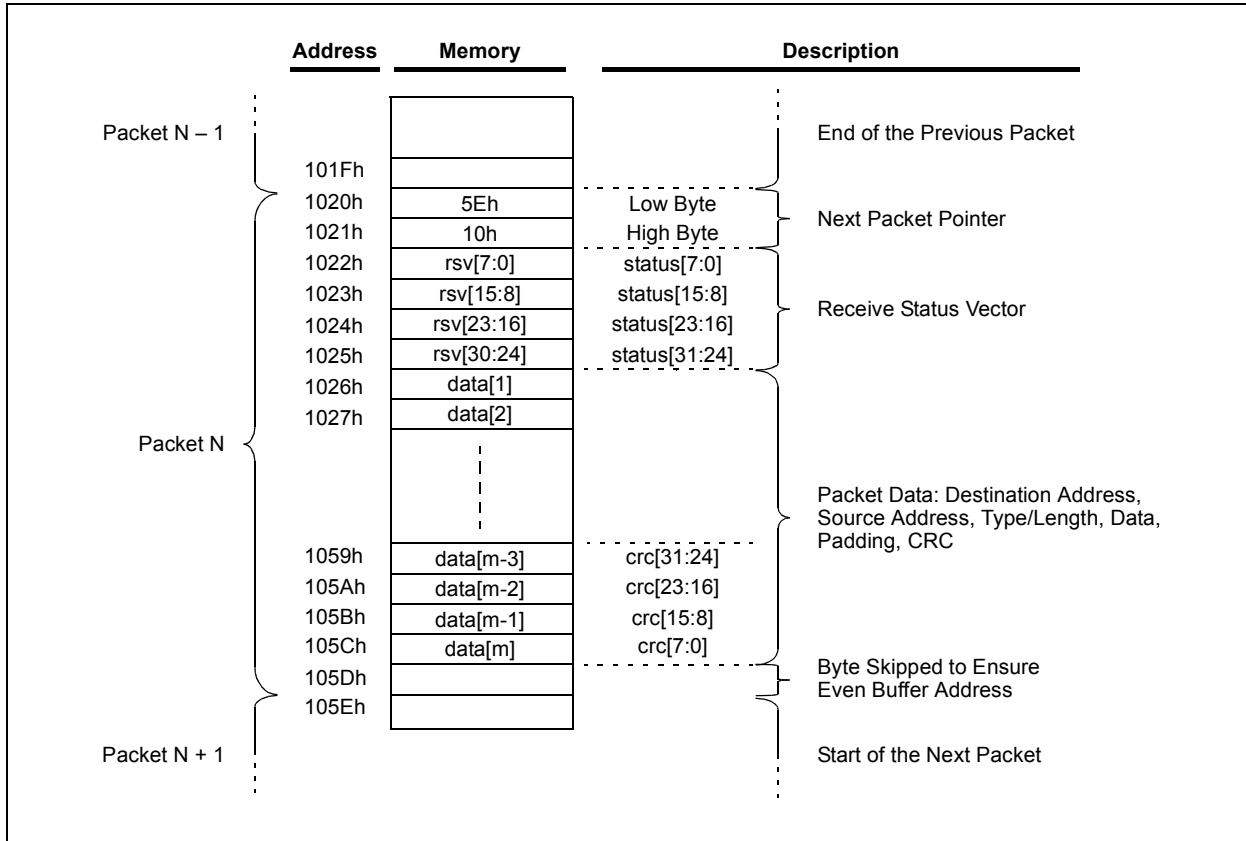 Address Memory Description
Packet N – 1 End of the Previous Packet
101Fh
1020h 5Eh Low Byte
Next Packet Pointer
1021h 10h High Byte
1022h rsv[7:0] status[7:0]
1023h rsv[15:8] status[15:8]
Receive Status Vector
1024h rsv[23:16] status[23:16]
1025h rsv[30:24] status[31:24]
1026h data[1]
1027h data[2]
Packet N
Packet Data: Destination Address,
Source Address, Type/Length, Data,
Padding, CRC
1059h data[m-3] crc[31:24]
105Ah data[m-2] crc[23:16]
105Bh data[m-1] crc[15:8]
105Ch data[m] crc[7:0]
105Dh
Byte Skipped to Ensure
Even Buffer Address
105Eh
Packet N + 1 Start of the Next Packet